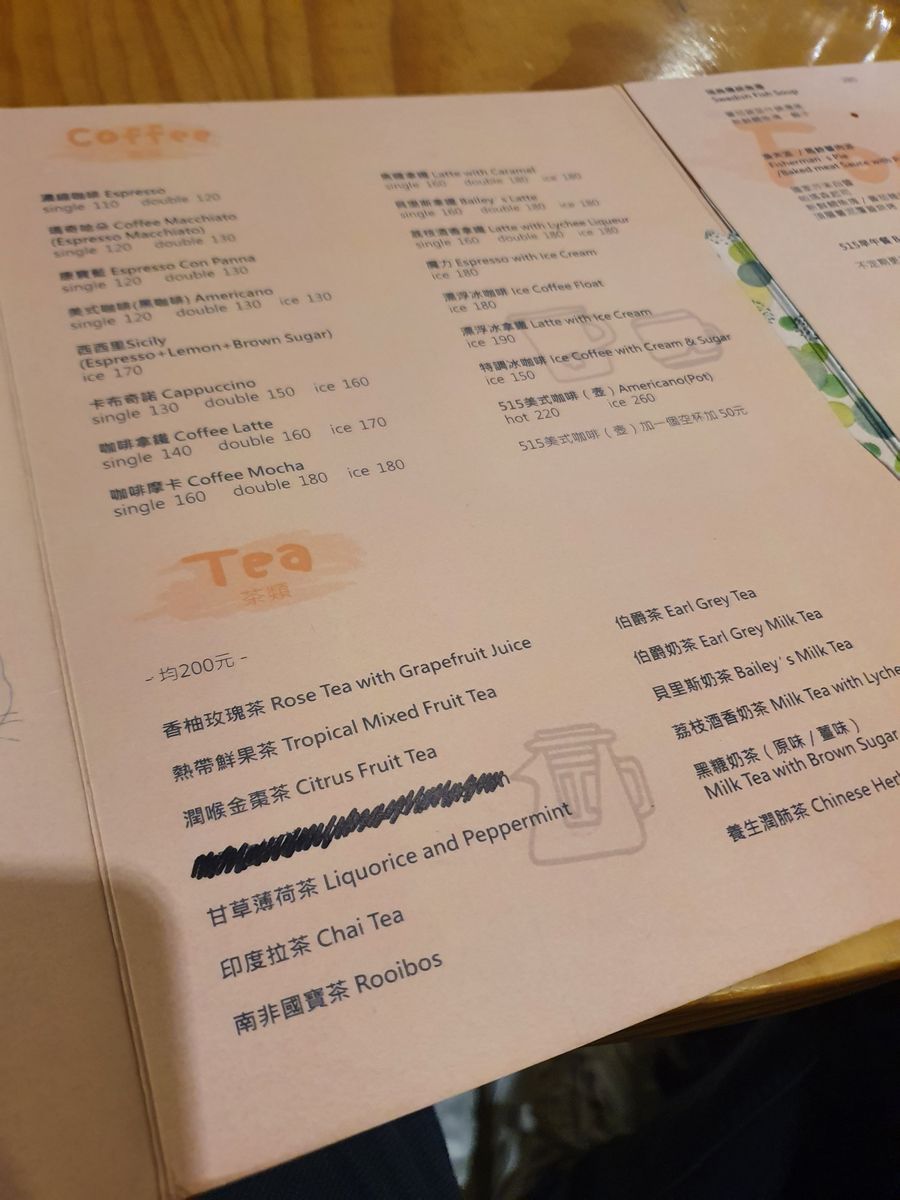 Coffee
濃縮咖啡 Espresso
single 110 double 120
瑪奇哈朵 Coffee Macchiato
(Espresso Macchiato)
single 120 double 130
康寶藍 Espresso Con Panna
single 120 double 130
美式咖啡(黑咖啡) Americano
single 120 double 130 ice 130
西西里Sicily
(Espresso+Lemon+Brown Sugar)
ice 170
卡布奇諾 Cappuccino
single 130 double 150 ice 160
咖啡拿鐵 Coffee Latte
single 140 double 160 ice 170
咖啡摩卡 Coffee Mocha
single 160 double 180 ice 180
焦糖拿鐵 Latte with Caramel
single 160 double 180 ice 180
貝里斯拿鐵 Bailey´s Latte
single 160 double 180 ice 180
荔枝酒香拿鐵 Latte with Lychee Liqueur
single 160 double 180 ice 180
魔力 Espresso with Ice Cream
ice 180
漂浮冰咖啡 Ice Coffee Float
ice 180
漂浮冰拿鐵 Latte with Ice Cream
ice 190
特調冰咖啡 Ice Coffee with Cream & Sugar
ice 150
515美式咖啡（壺）Americano(Pot)
hot 220 ice 260
515美式咖啡（壺）加一個空杯加50元
Tea
茶類
- 均200元 -
香柚玫瑰茶 Rose Tea with Grapefruit Juice
熱帶鮮果茶 Tropical Mixed Fruit Tea
潤喉金棗茶 Citrus Fruit Tea
甘草薄荷茶 Liquorice and Peppermint
印度拉茶 Chai Tea
南非國寶茶 Rooibos
伯爵茶 Earl Grey Tea
伯爵奶茶 Earl Grey Milk Tea
貝里斯奶茶 Bailey´s Milk Tea
荔枝酒香奶茶 Milk Tea with Lyche
黑糖奶茶（原味 / 薑味）
Milk Tea with Brown Sugar
養生潤肺茶 Chinese Herb
Swedish Fish Soup
Fisherman´s Pie
/Baked meat Sauce with